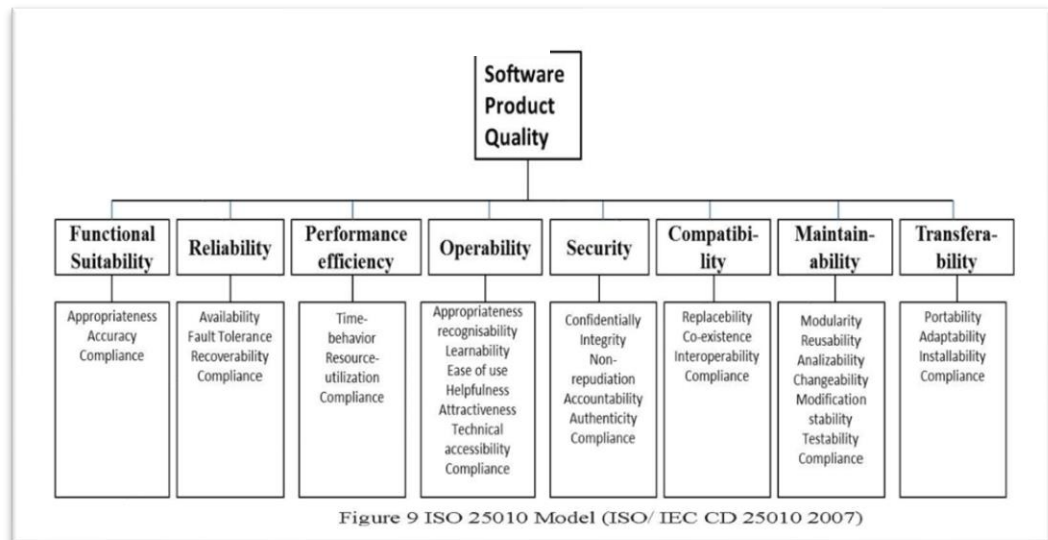 Software
Product
Quality
Functional
Suitability
Reliability
Performance
efficiency
Operability
Security
Compatibi-
lity
Maintain-
ability
Transfera-
bility
Appropriateness
Accuracy
Compliance
Availability
Fault Tolerance
Recoverability
Compliance
Time-
behavior
Resource-
utilization
Compliance
Appropriateness
recognisability
Learnability
Ease of use
Helpfulness
Attractiveness
Technical
accessibility
Compliance
Confidentially
Integrity
Non-
repudiation
Accountability
Authenticity
Compliance
Replacebility
Co-existence
Interoperability
Compliance
Modularity
Reusability
Analizability
Changeability
Modification
stability
Testability
Compliance
Portability
Adaptability
Installability
Compliance
Figure 9 ISO 25010 Model (ISO/ IEC CD 25010 2007)